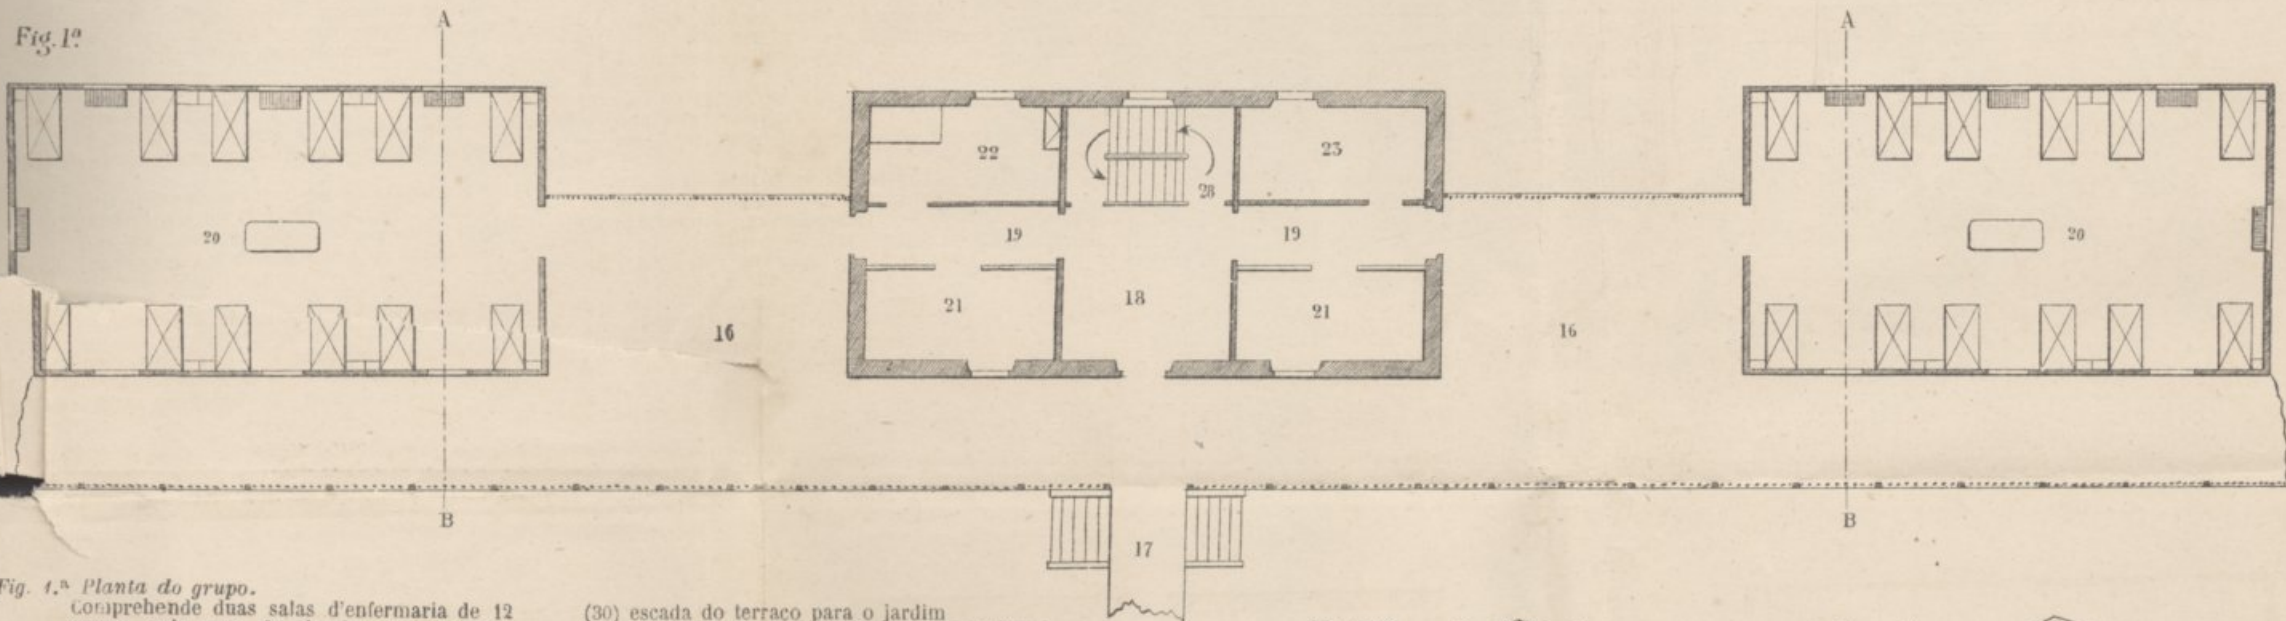 Fig. 1ª
A
A
22
23
28
20
19
19
20
21
18
21
16
16
B
B
17
Fig. 1.ª Planta do grupo.
Comprehende duas salas d'enfermaria de 12
(30) escada do terraço para o jardim